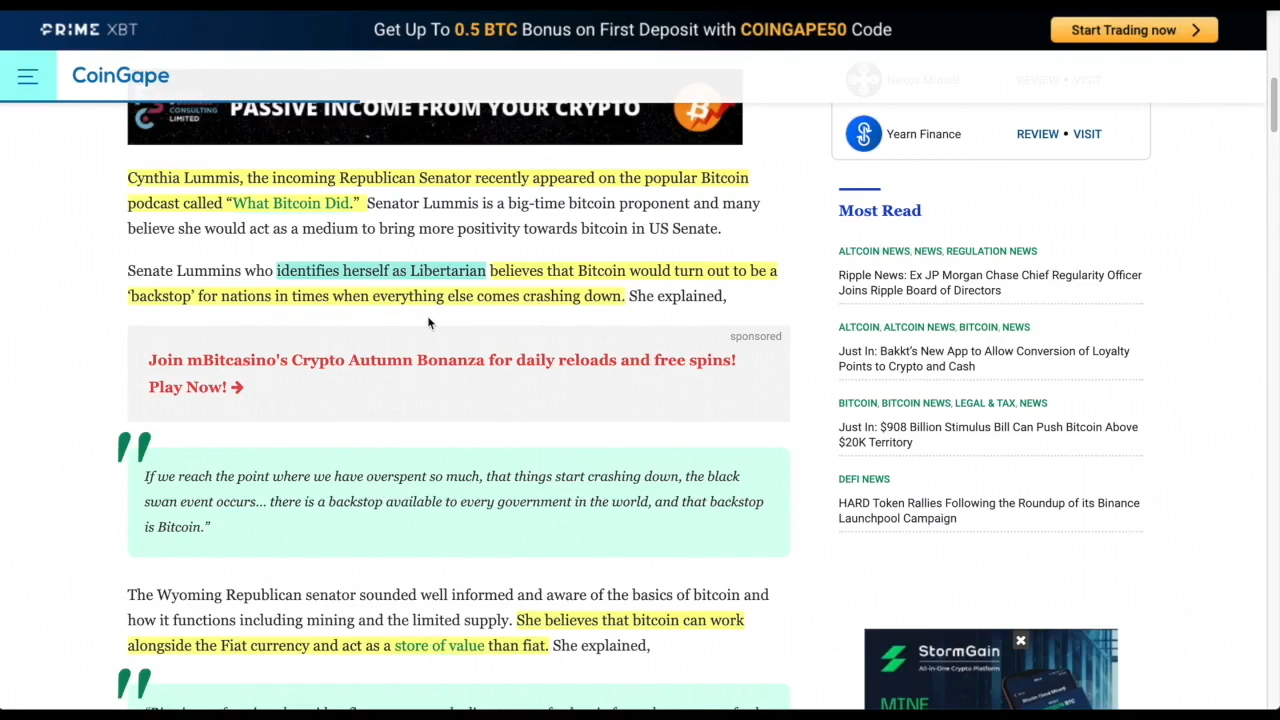 PRIME XBT
Get Up To 0.5 BTC Bonus on First Deposit with COINGAPE50 Code
Start Trading now
CoinGape
CONSULTING
LIMITED
PASSIVE INCOME FROM YOUR CRYPTO
Cynthia Lummis, the incoming Republican Senator recently appeared on the popular Bitcoin
podcast called “What Bitcoin Did.” Senator Lummis is a big-time bitcoin proponent and many
believe she would act as a medium to bring more positivity towards bitcoin in US Senate.
Senate Lummins who identifies herself as Libertarian believes that Bitcoin would turn out to be a
‘backstop’ for nations in times when everything else comes crashing down. She explained,
sponsored
Join mBitcasino's Crypto Autumn Bonanza for daily reloads and free spins!
Play Now!
If we reach the point where we have overspent so much, that things start crashing down, the black
swan event occurs... there is a backstop available to every government in the world, and that backstop
is Bitcoin.”
The Wyoming Republican senator sounded well informed and aware of the basics of bitcoin and
how it functions including mining and the limited supply. She believes that bitcoin can work
alongside the Fiat currency and act as a store of value than fiat. She explained,
Nexus Mutual REVIEW • VISIT
Yearn Finance REVIEW • VISIT
Most Read
ALTCOIN NEWS, NEWS, REGULATION NEWS
Ripple News: Ex JP Morgan Chase Chief Regularity Officer
Joins Ripple Board of Directors
ALTCOIN, ALTCOIN NEWS, BITCOIN, NEWS
Just In: Bakkt's New App to Allow Conversion of Loyalty
Points to Crypto and Cash
BITCOIN, BITCOIN NEWS, LEGAL & TAX, NEWS
Just In: $908 Billion Stimulus Bill Can Push Bitcoin Above
$20K Territory
DEFI NEWS
HARD Token Rallies Following the Roundup of its Binance
Launchpool Campaign
StormGain
All-in-One Crypto Platform
MINE